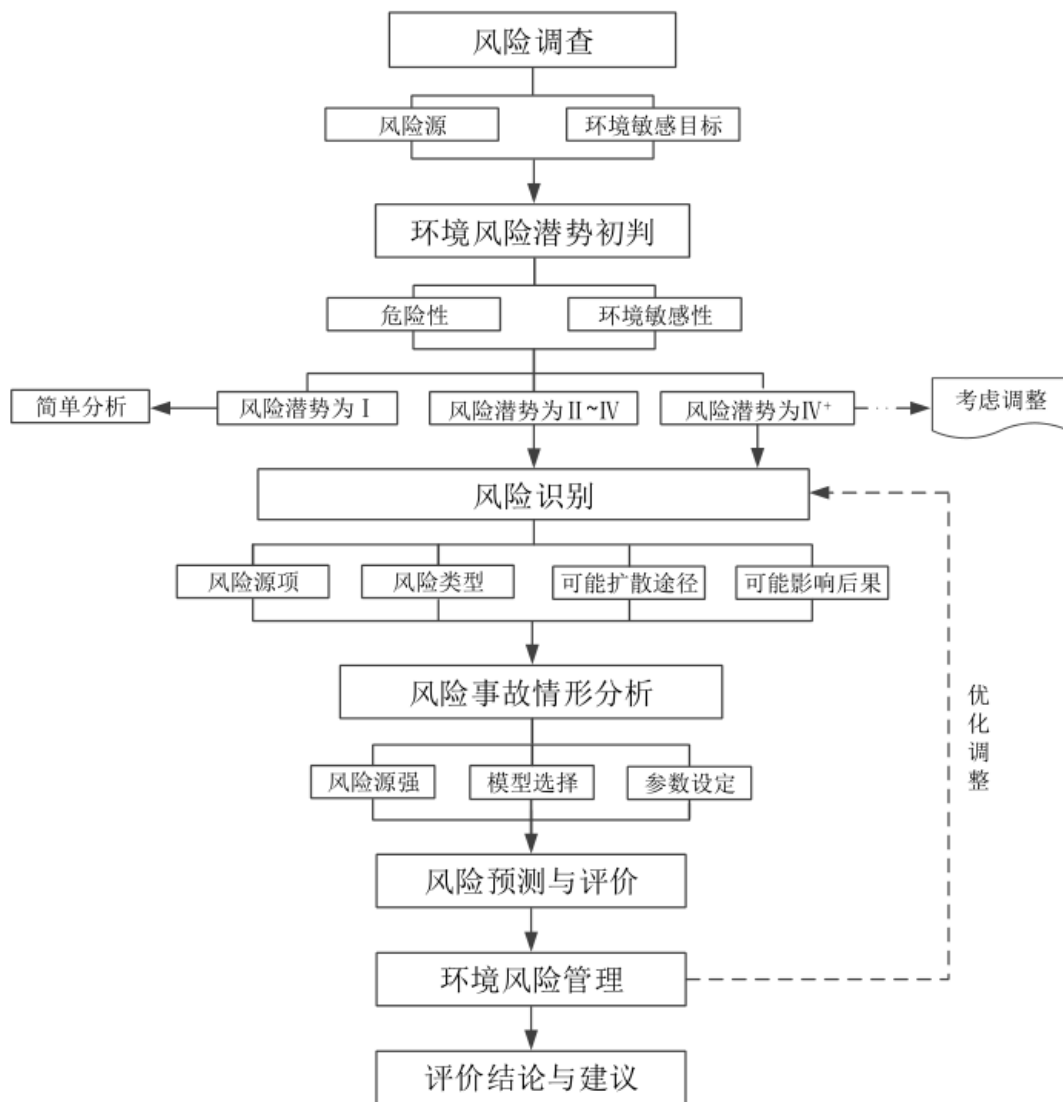 风险调查
风险源
环境敏感目标
环境风险潜势初判
危险性
环境敏感性
简单分析
风险潜势为Ⅰ
风险潜势为Ⅱ~Ⅳ
风险潜势为Ⅳ⁺
考虑调整
风险识别
风险源项
风险类型
可能扩散途径
可能影响后果
风险事故情形分析
优
化
调
整
风险源强
模型选择
参数设定
风险预测与评价
环境风险管理
评价结论与建议